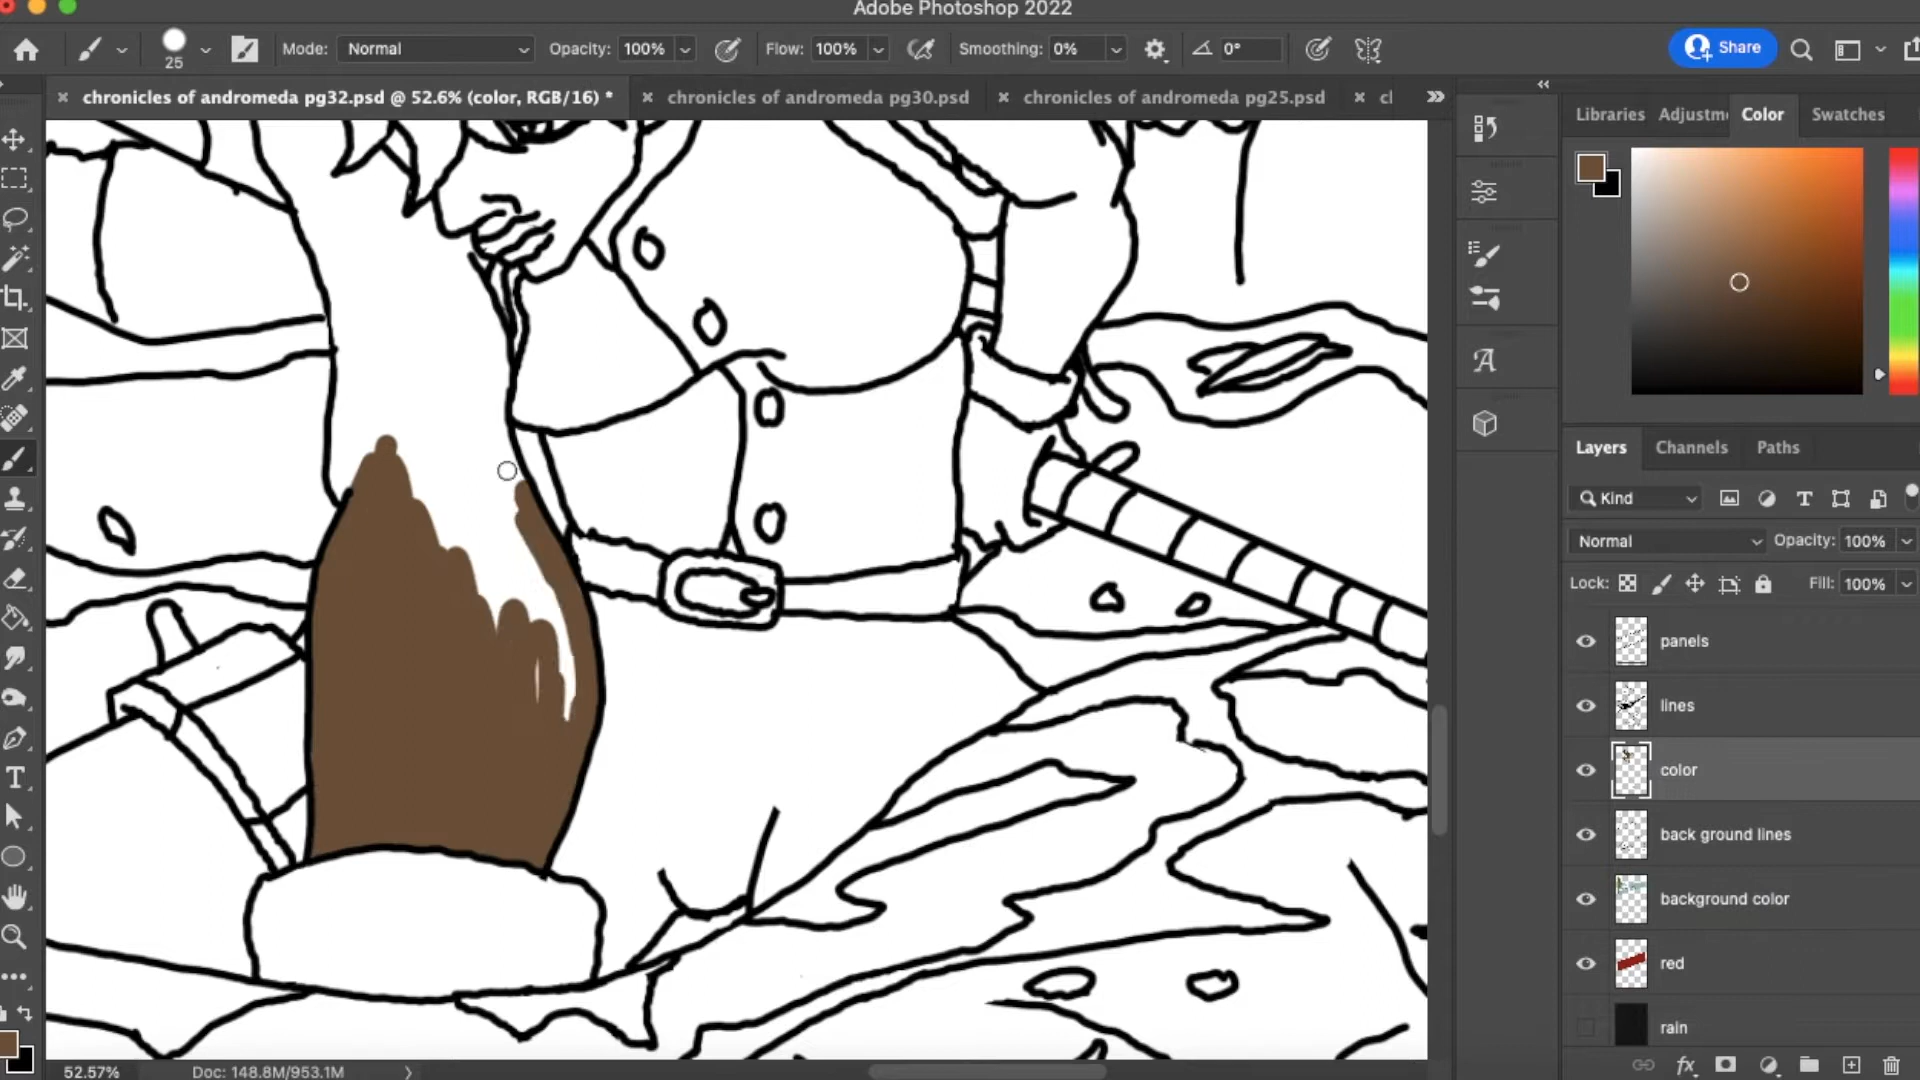 Adobe Photoshop 2022
25 Mode: Normal Opacity: 100% Flow: 100% Smoothing: 0% 0° Share
chronicles of andromeda pg32.psd @ 52.6% (color, RGB/16) * chronicles of andromeda pg30.psd chronicles of andromeda pg25.psd
Libraries Adjustm Color Swatches
Layers Channels Paths
Kind
Normal Opacity: 100%
Lock: Fill: 100%
panels
lines
color
back ground lines
background color
red
rain
52.57% Doc: 148.8M/953.1M